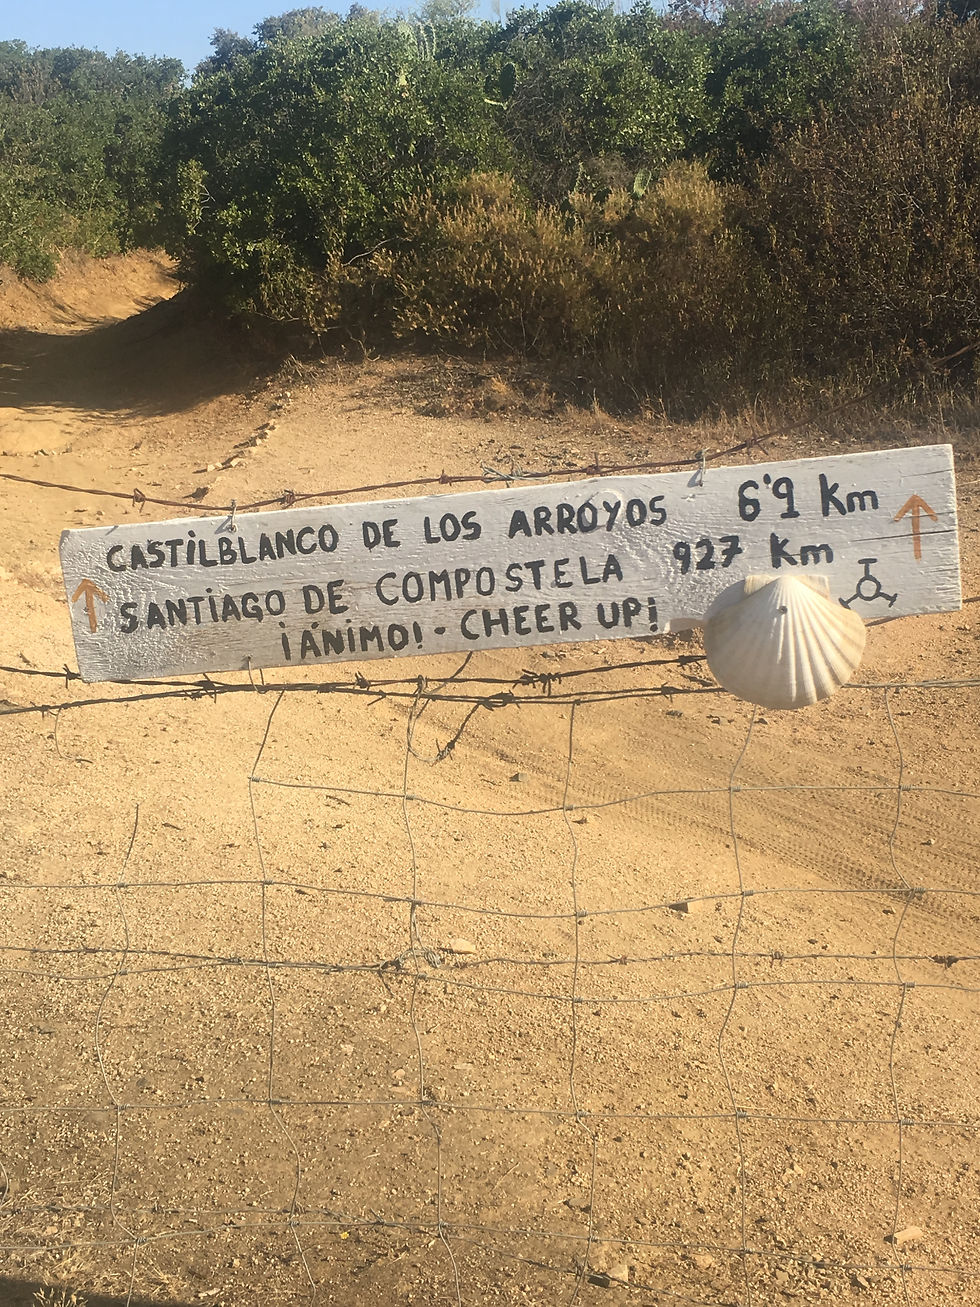 CASTiLBLANCO DE LOS ARROYOS 6'9 Km
SANTiAGO DE COMPOSTELA 927 Km
¡ÁNIMO! - CHEER UP¡